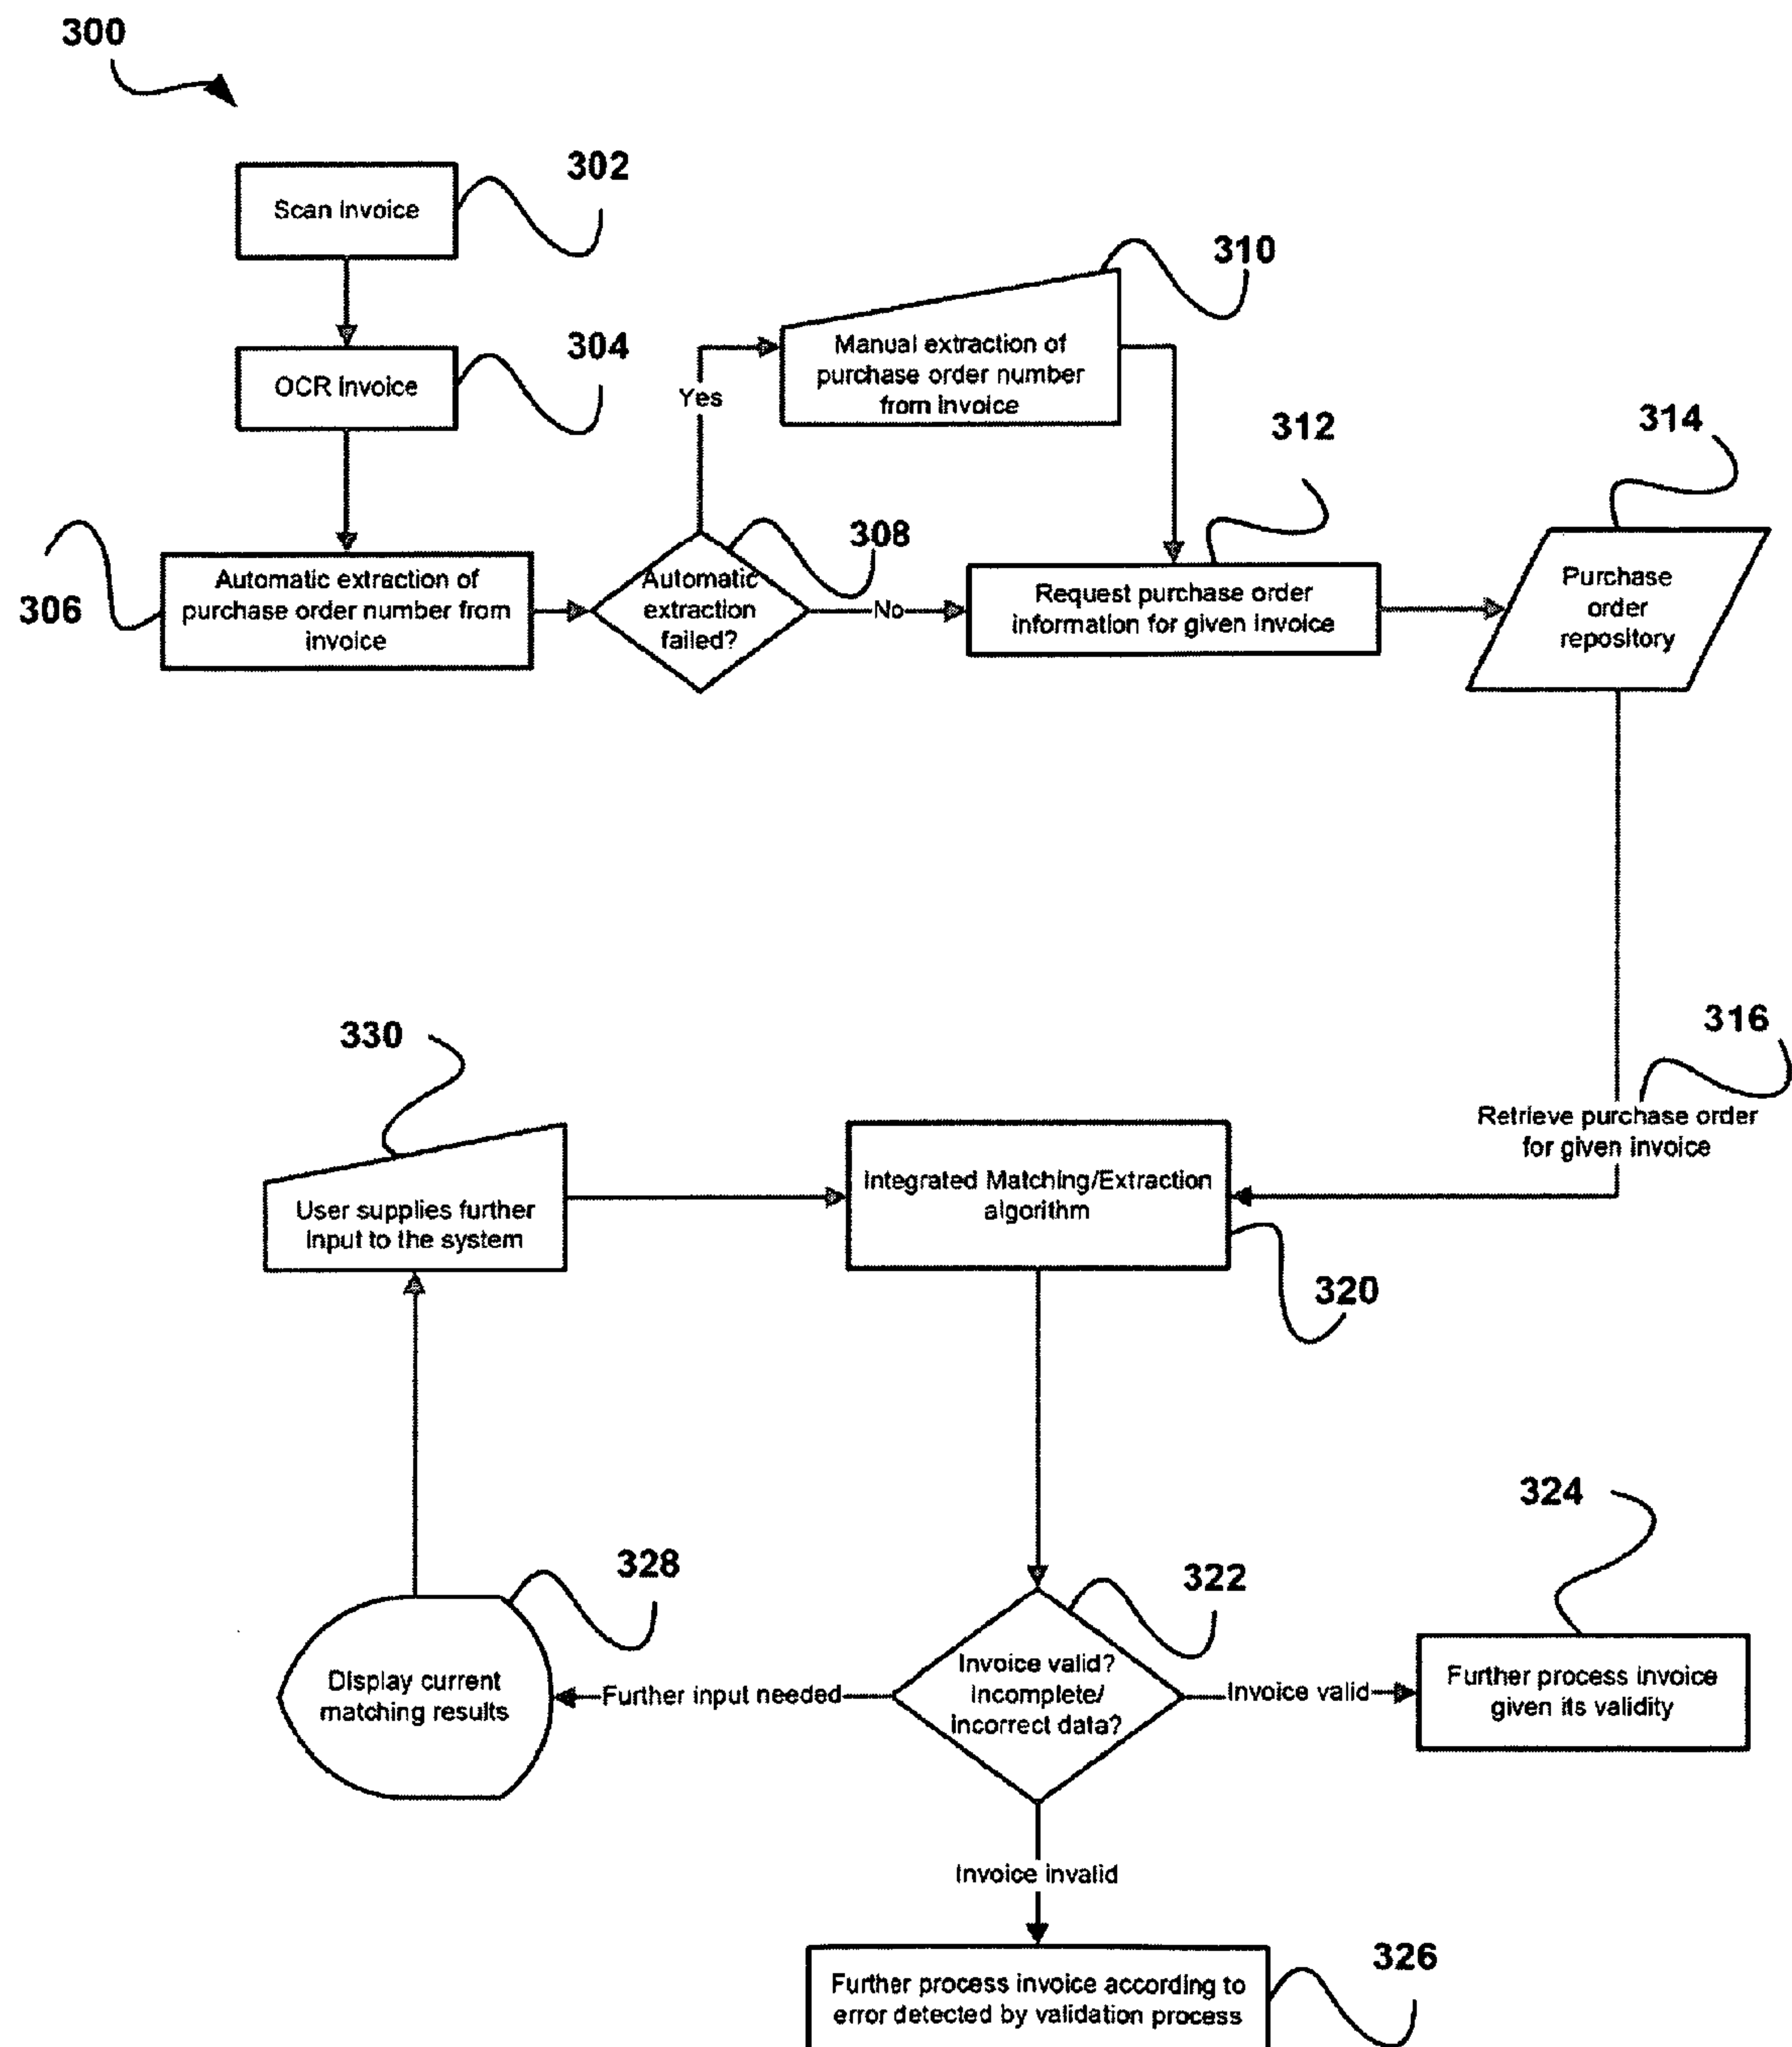 300
302
Scan Invoice
304
OCR Invoice
306
Automatic extraction of
purchase order number from
invoice
308
Automatic
extraction
failed?
Yes
310
Manual extraction of
purchase order number
from invoice
No
312
Request purchase order
information for given invoice
314
Purchase
order
repository
316
Retrieve purchase order
for given invoice
330
User supplies further
input to the system
Integrated Matching/Extraction
algorithm
320
322
Invoice valid?
Incomplete/
incorrect data?
Invoice valid
324
Further process invoice
given its validity
Further input needed
328
Display current
matching results
Invoice invalid
326
Further process invoice according to
error detected by validation process